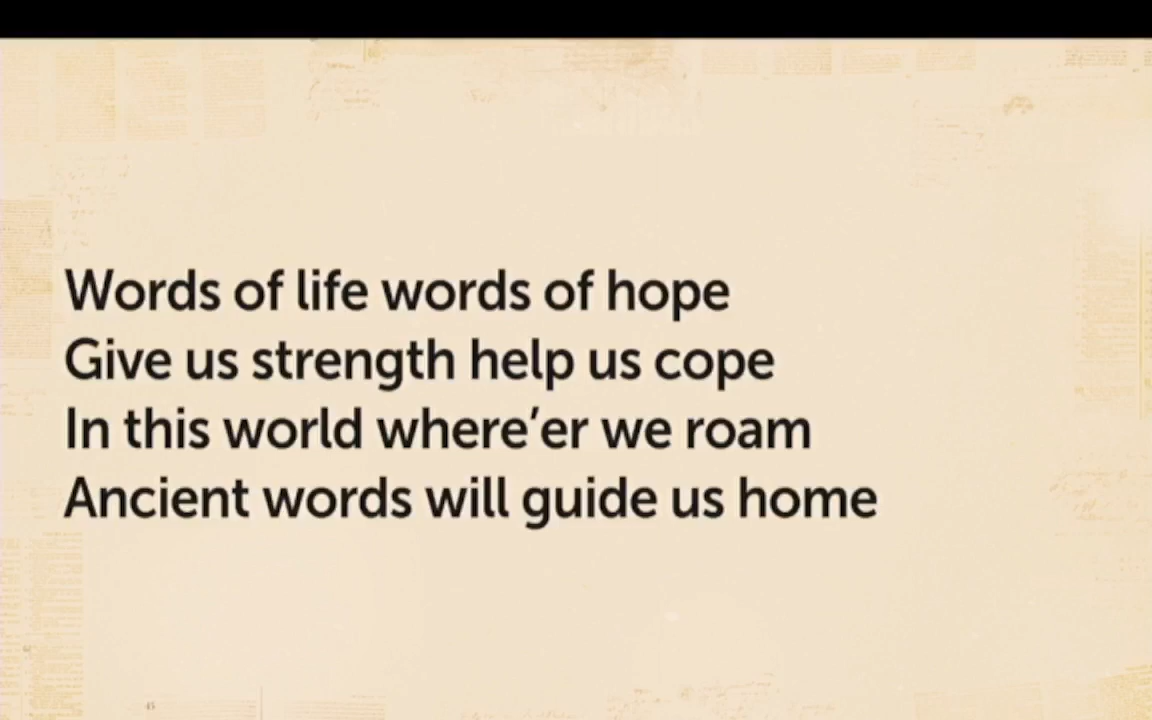 Words of life words of hope
Give us strength help us cope
In this world where’er we roam
Ancient words will guide us home